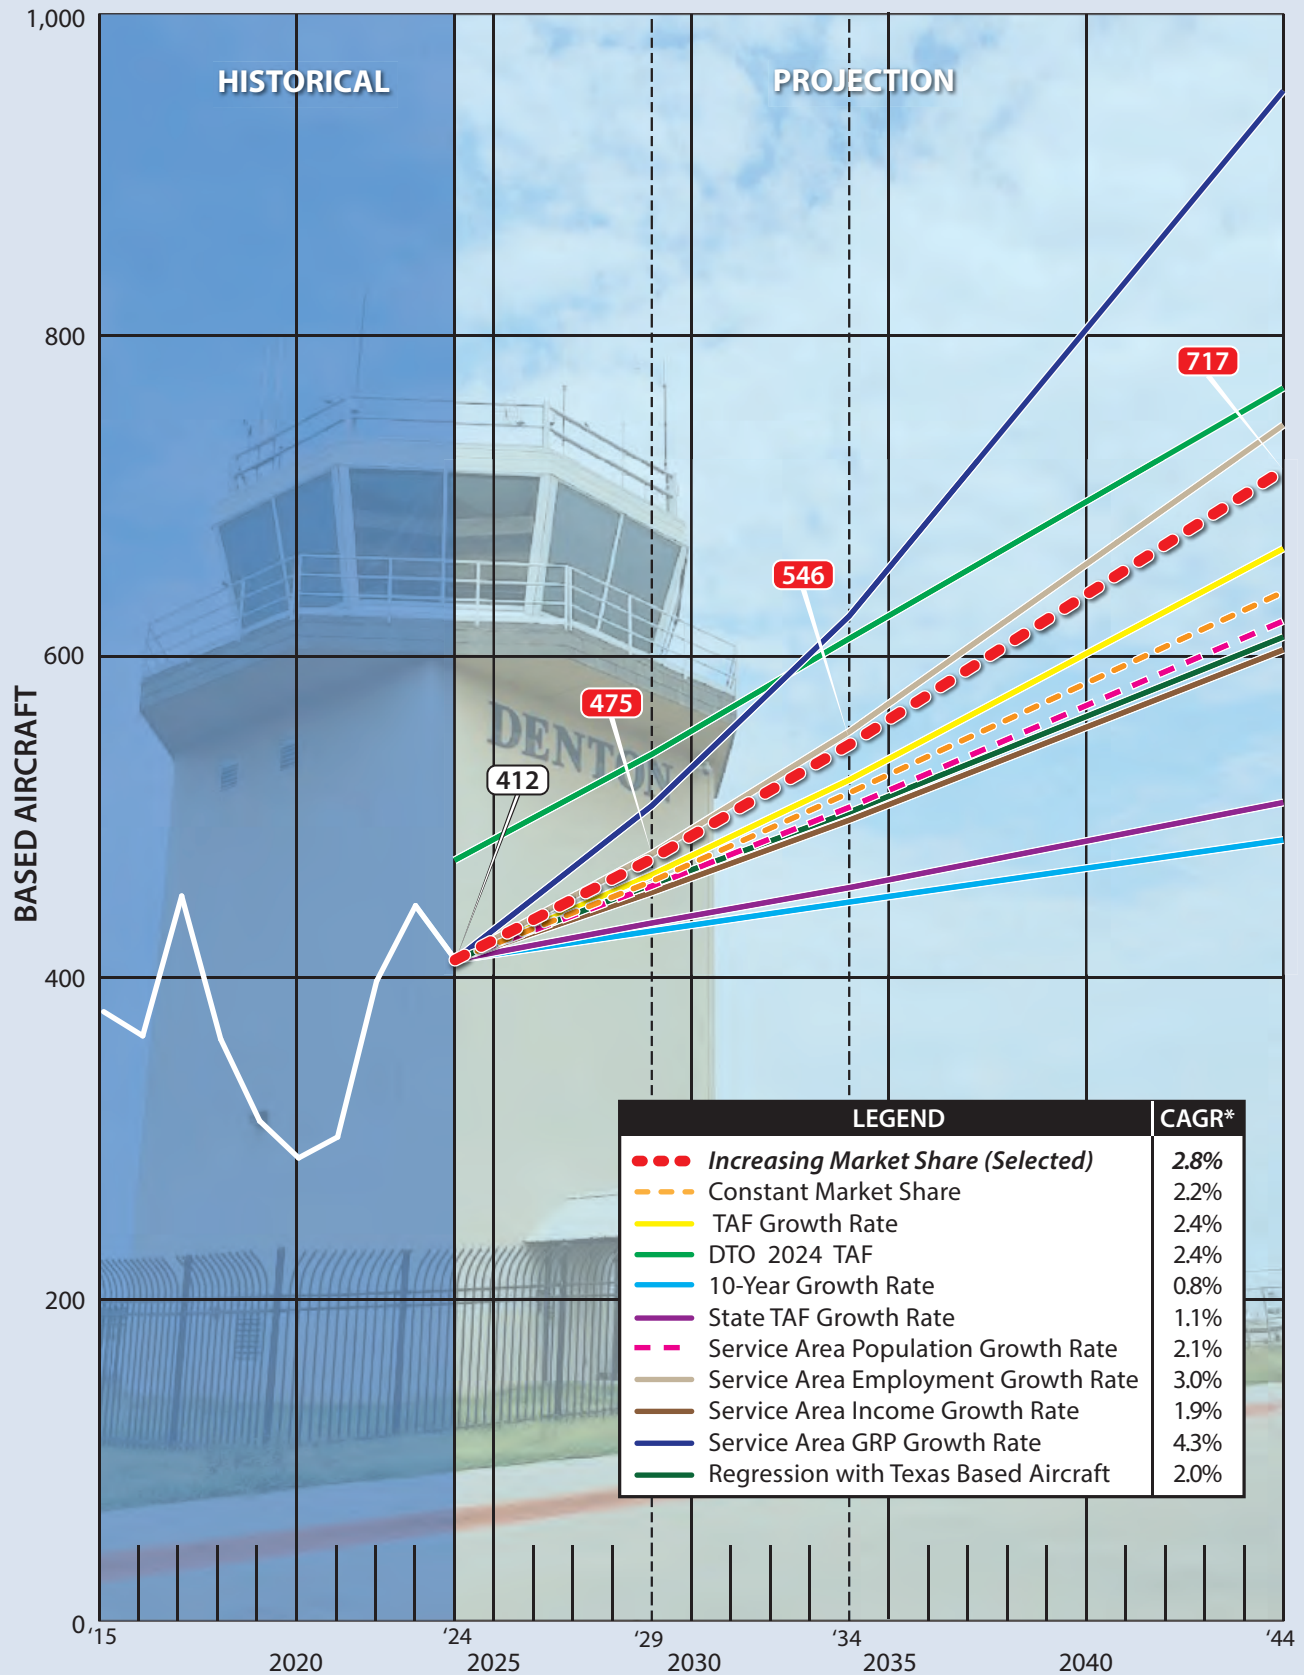 1,000
HISTORICAL
PROJECTION
800
717
600
546
475
412
DENTON
BASED AIRCRAFT
400
200
0
LEGEND CAGR*
Increasing Market Share (Selected) 2.8%
Constant Market Share 2.2%
TAF Growth Rate 2.4%
DTO 2024 TAF 2.4%
10-Year Growth Rate 0.8%
State TAF Growth Rate 1.1%
Service Area Population Growth Rate 2.1%
Service Area Employment Growth Rate 3.0%
Service Area Income Growth Rate 1.9%
Service Area GRP Growth Rate 4.3%
Regression with Texas Based Aircraft 2.0%
‘15 ‘24 ‘29 ‘34 ‘44
2020 2025 2030 2035 2040